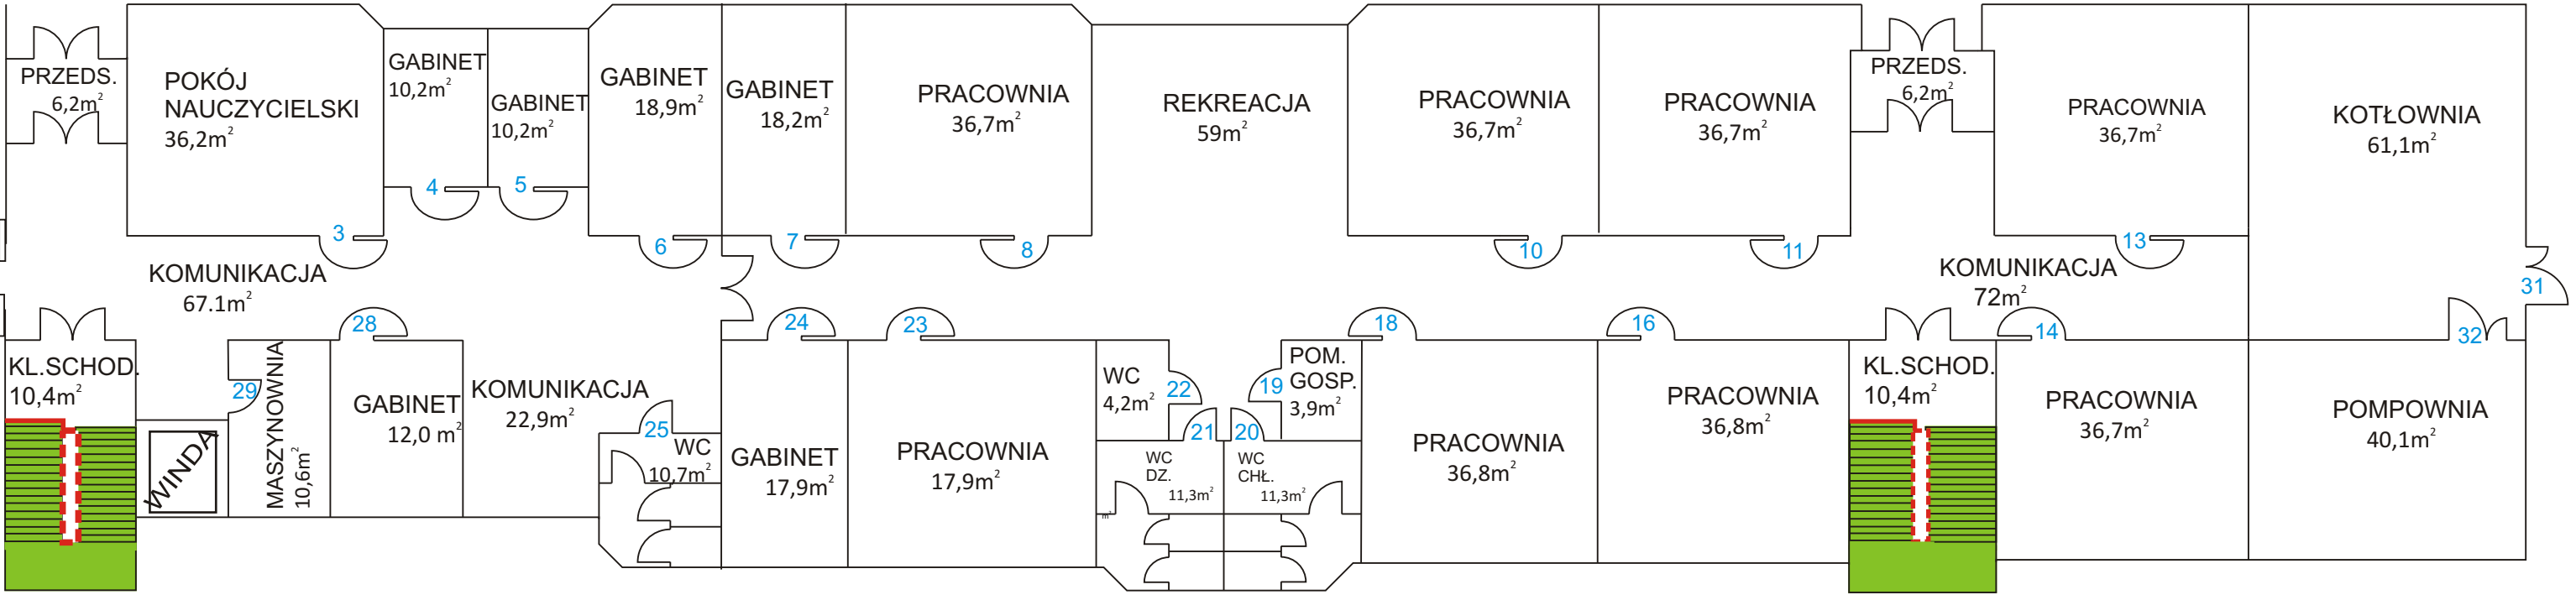 PRZEDS.
6,2m²
POKÓJ
NAUCZYCIELSKI
36,2m²
GABINET
10,2m²
GABINET
10,2m²
GABINET
18,9m²
GABINET
18,2m²
PRACOWNIA
36,7m²
REKREACJA
59m²
PRACOWNIA
36,7m²
PRACOWNIA
36,7m²
PRZEDS.
6,2m²
PRACOWNIA
36,7m²
KOTŁOWNIA
61,1m²
3
4
5
6
7
8
10
11
13
KOMUNIKACJA
67.1m²
KOMUNIKACJA
72m²
31
28
24
23
18
16
14
32
KL.SCHOD.
10,4m²
29
MASZYNOWNIA
10,6m²
WINDA
GABINET
12,0 m²
KOMUNIKACJA
22,9m²
25
WC
10,7m²
GABINET
17,9m²
PRACOWNIA
17,9m²
WC
4,2m²
22
19
POM.
GOSP.
3,9m²
21
20
WC
DZ.
11,3m²
WC
CHŁ.
11,3m²
m²
PRACOWNIA
36,8m²
PRACOWNIA
36,8m²
KL.SCHOD.
10,4m²
PRACOWNIA
36,7m²
POMPOWNIA
40,1m²